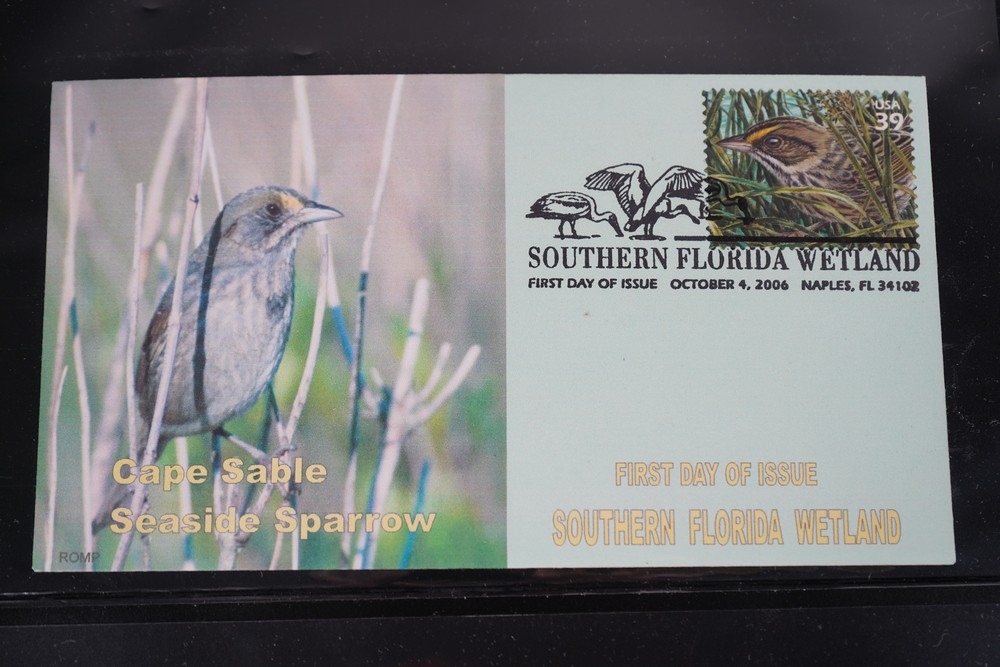 Cape Sable
Seaside Sparrow
ROMP
USA
39
SOUTHERN FLORIDA WETLAND
FIRST DAY OF ISSUE OCTOBER 4, 2006 NAPLES, FL 34102
FIRST DAY OF ISSUE
SOUTHERN FLORIDA WETLAND